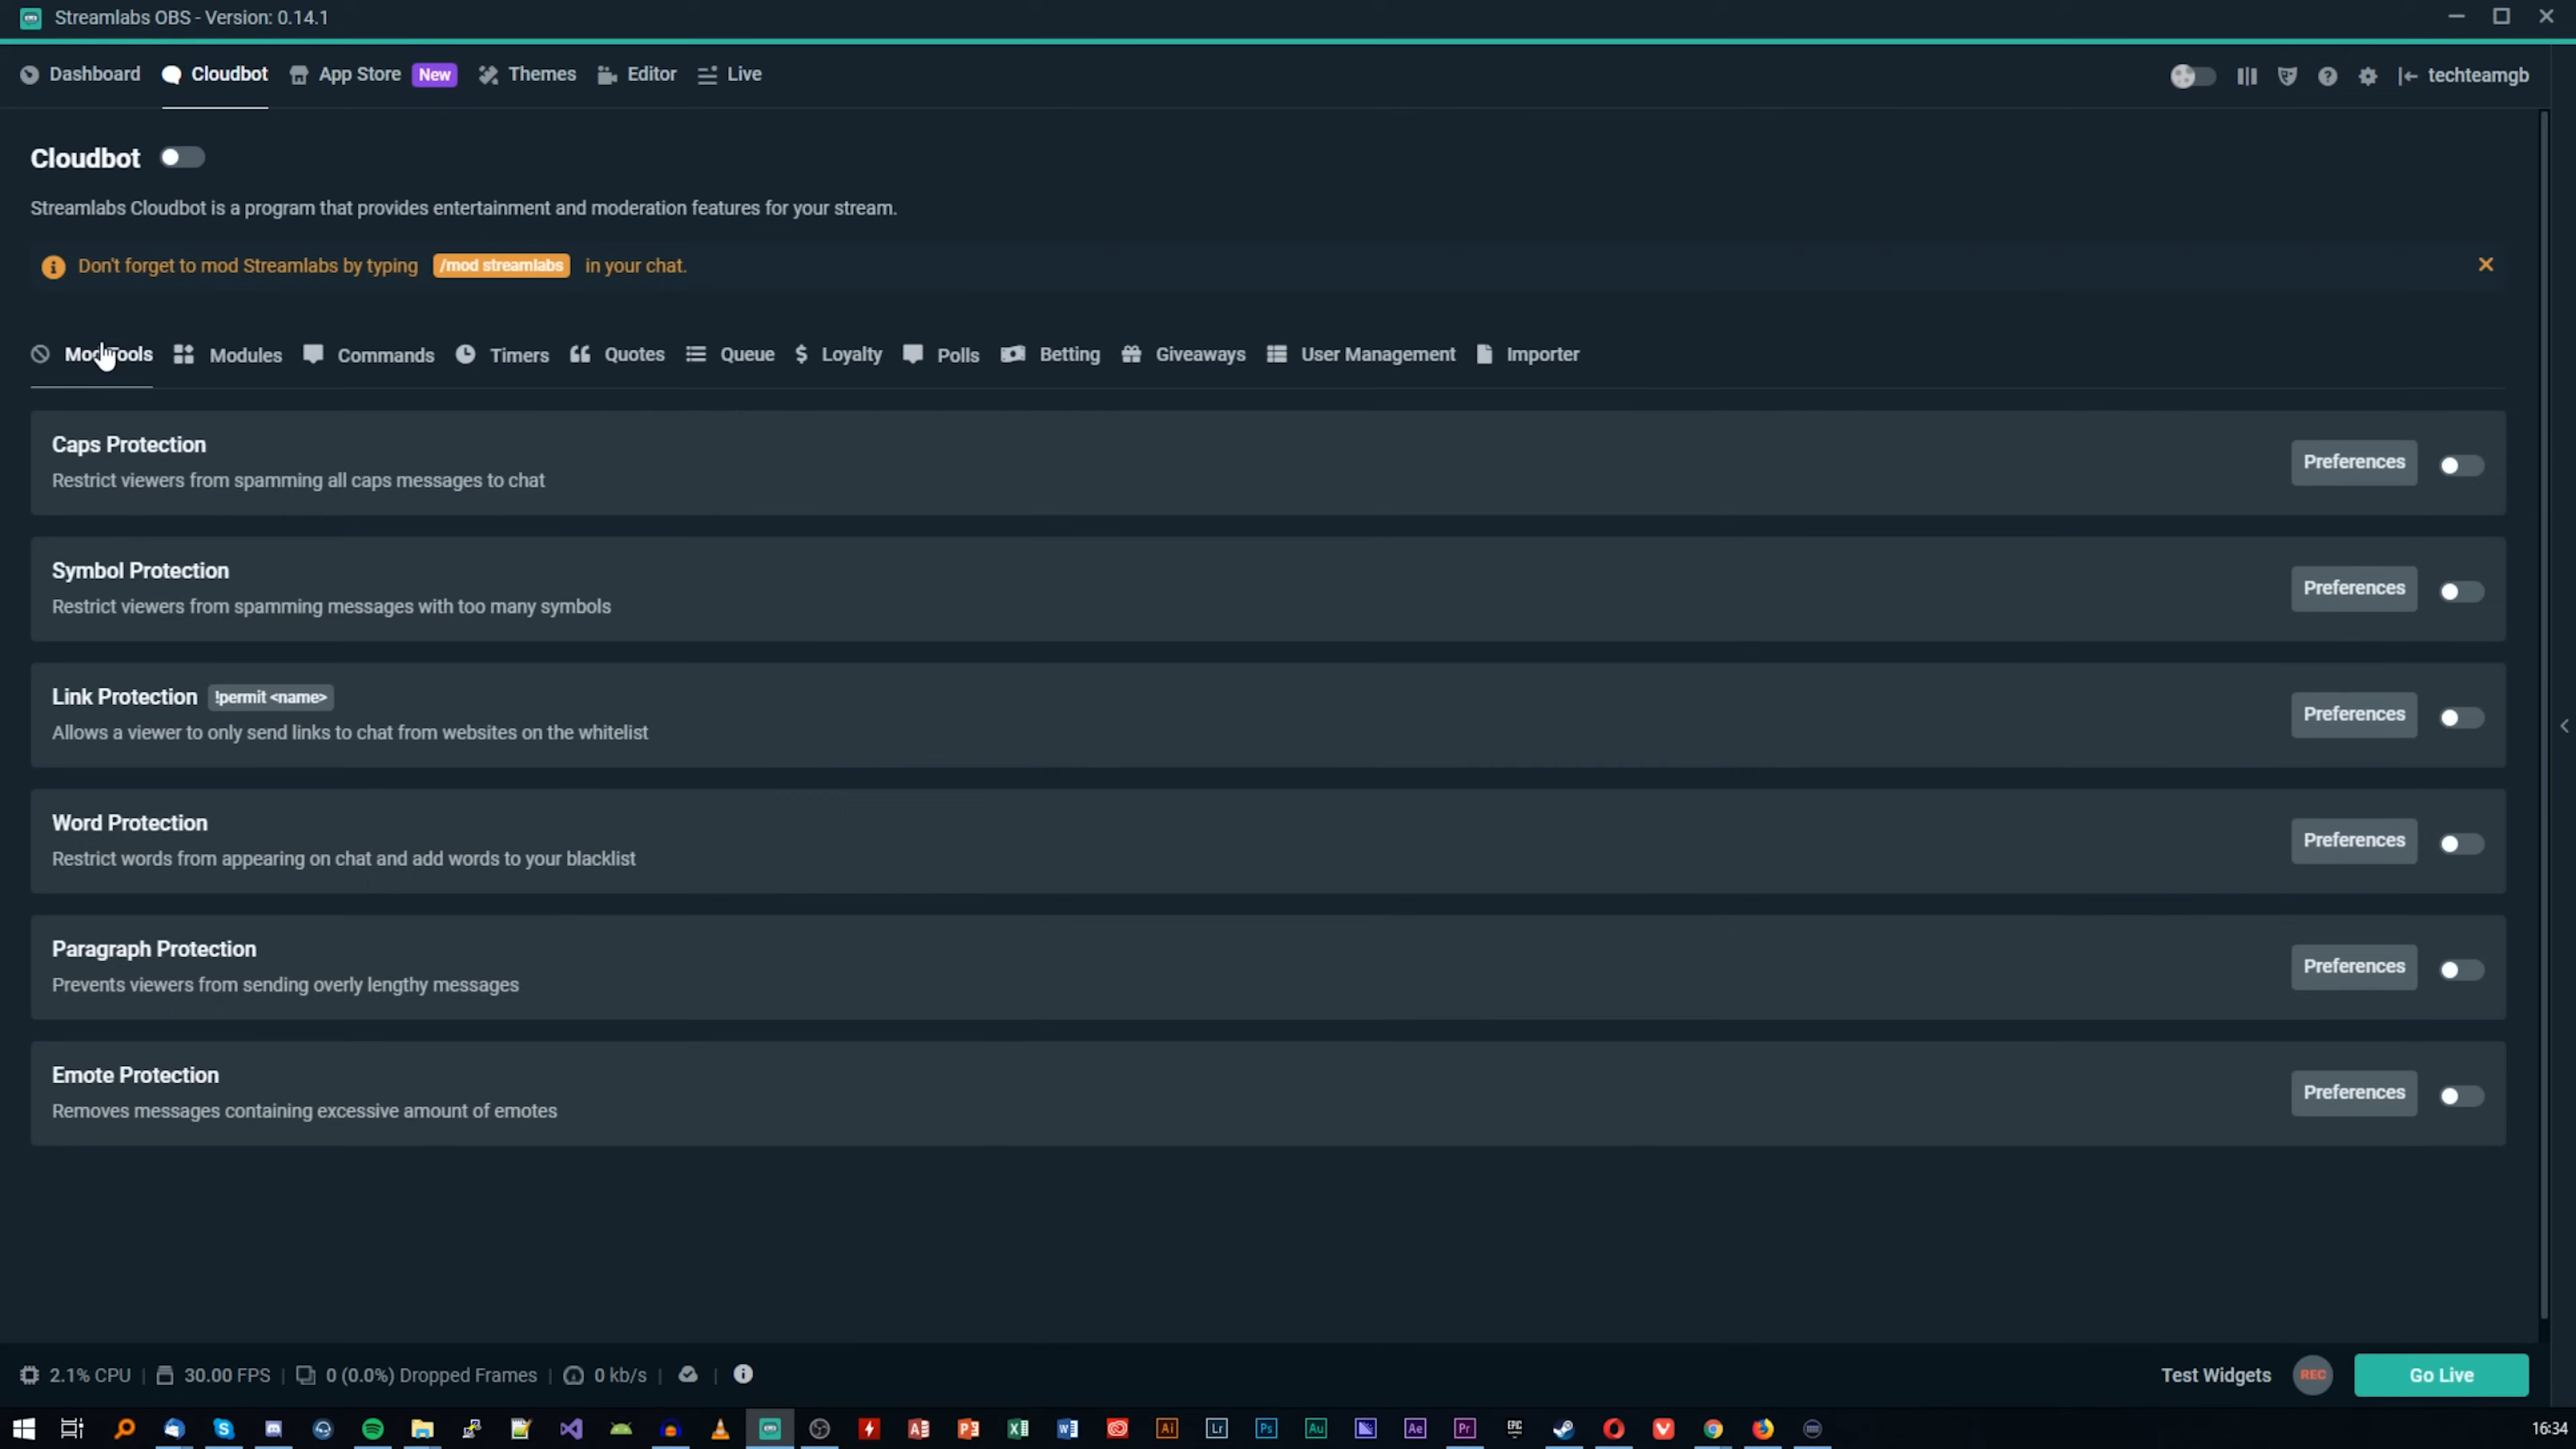 Streamlabs OBS - Version: 0.14.1
Dashboard Cloudbot App Store New Themes Editor Live techteamgb
Cloudbot
Streamlabs Cloudbot is a program that provides entertainment and moderation features for your stream.
Don't forget to mod Streamlabs by typing /mod streamlabs in your chat.
Mod Tools Modules Commands Timers Quotes Queue Loyalty Polls Betting Giveaways User Management Importer
Caps Protection
Restrict viewers from spamming all caps messages to chat
Preferences
Symbol Protection
Restrict viewers from spamming messages with too many symbols
Preferences
Link Protection !permit <name>
Allows a viewer to only send links to chat from websites on the whitelist
Preferences
Word Protection
Restrict words from appearing on chat and add words to your blacklist
Preferences
Paragraph Protection
Prevents viewers from sending overly lengthy messages
Preferences
Emote Protection
Removes messages containing excessive amount of emotes
Preferences
2.1% CPU | 30.00 FPS | 0 (0.0%) Dropped Frames | 0 kb/s | | Test Widgets REC Go Live
Ai Lr Ps Au Ae Pr EPIC 16:34